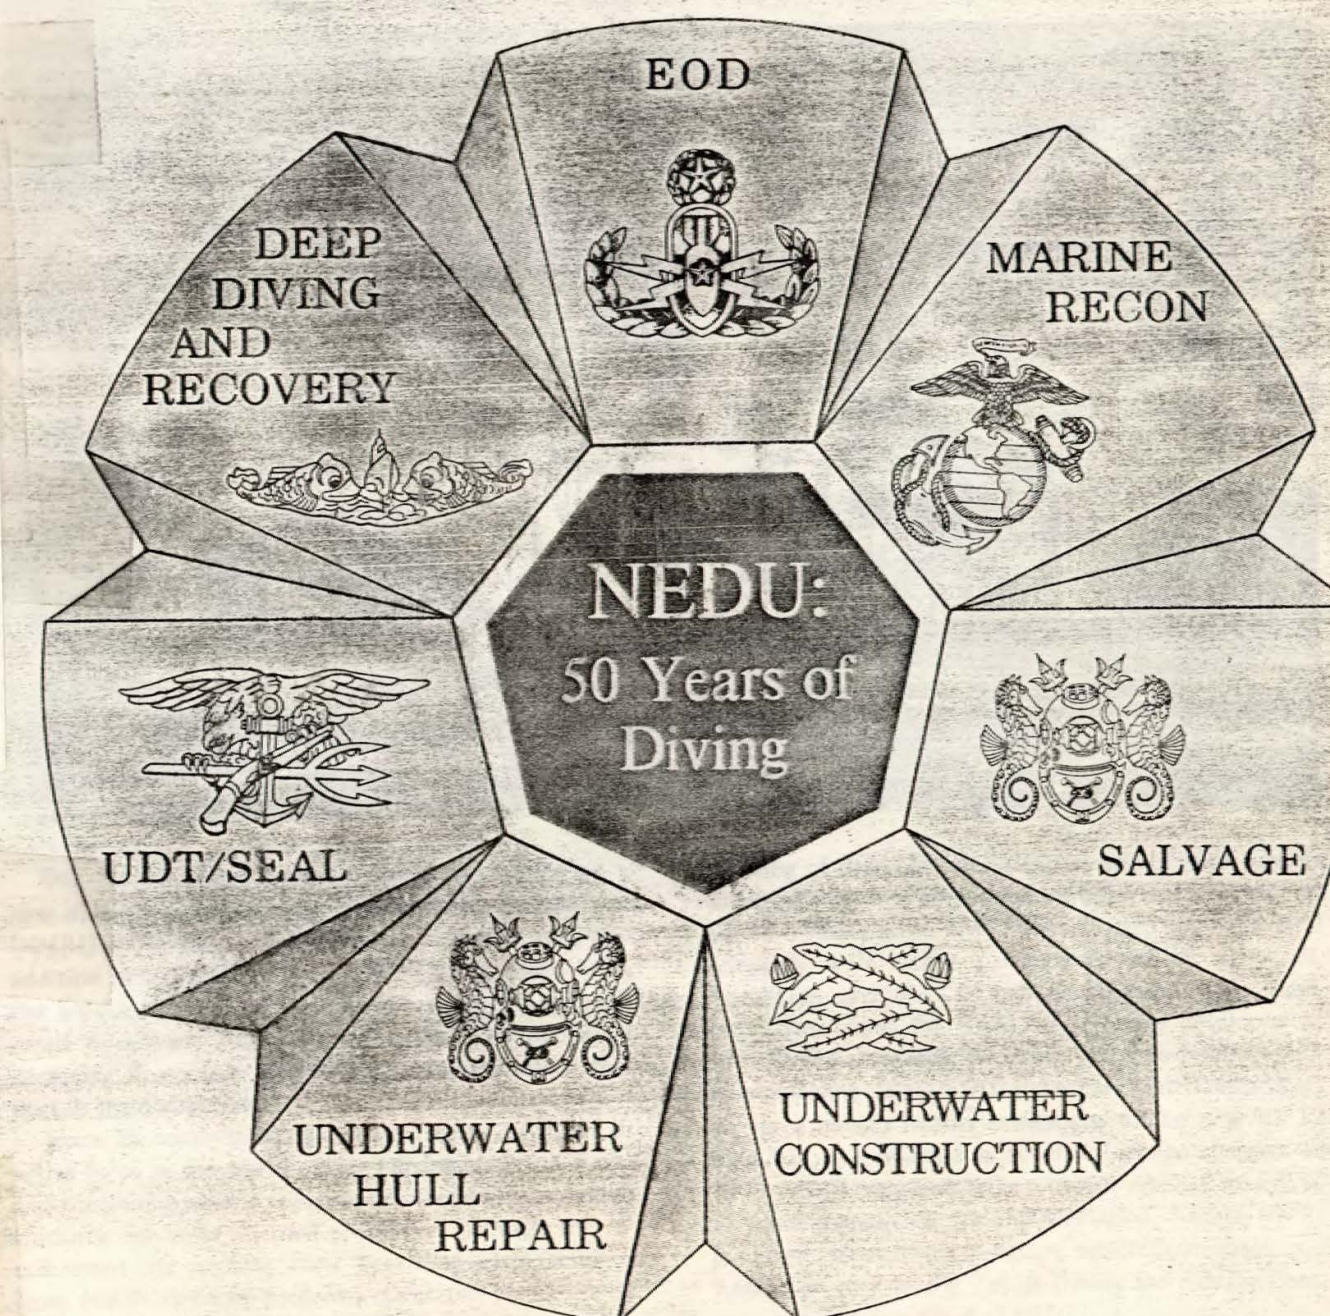 EOD
MARINE
RECON
SALVAGE
UNDERWATER
CONSTRUCTION
UNDERWATER
HULL
REPAIR
UDT/SEAL
DEEP
DIVING
AND
RECOVERY
NEDU:
50 Years of
Diving